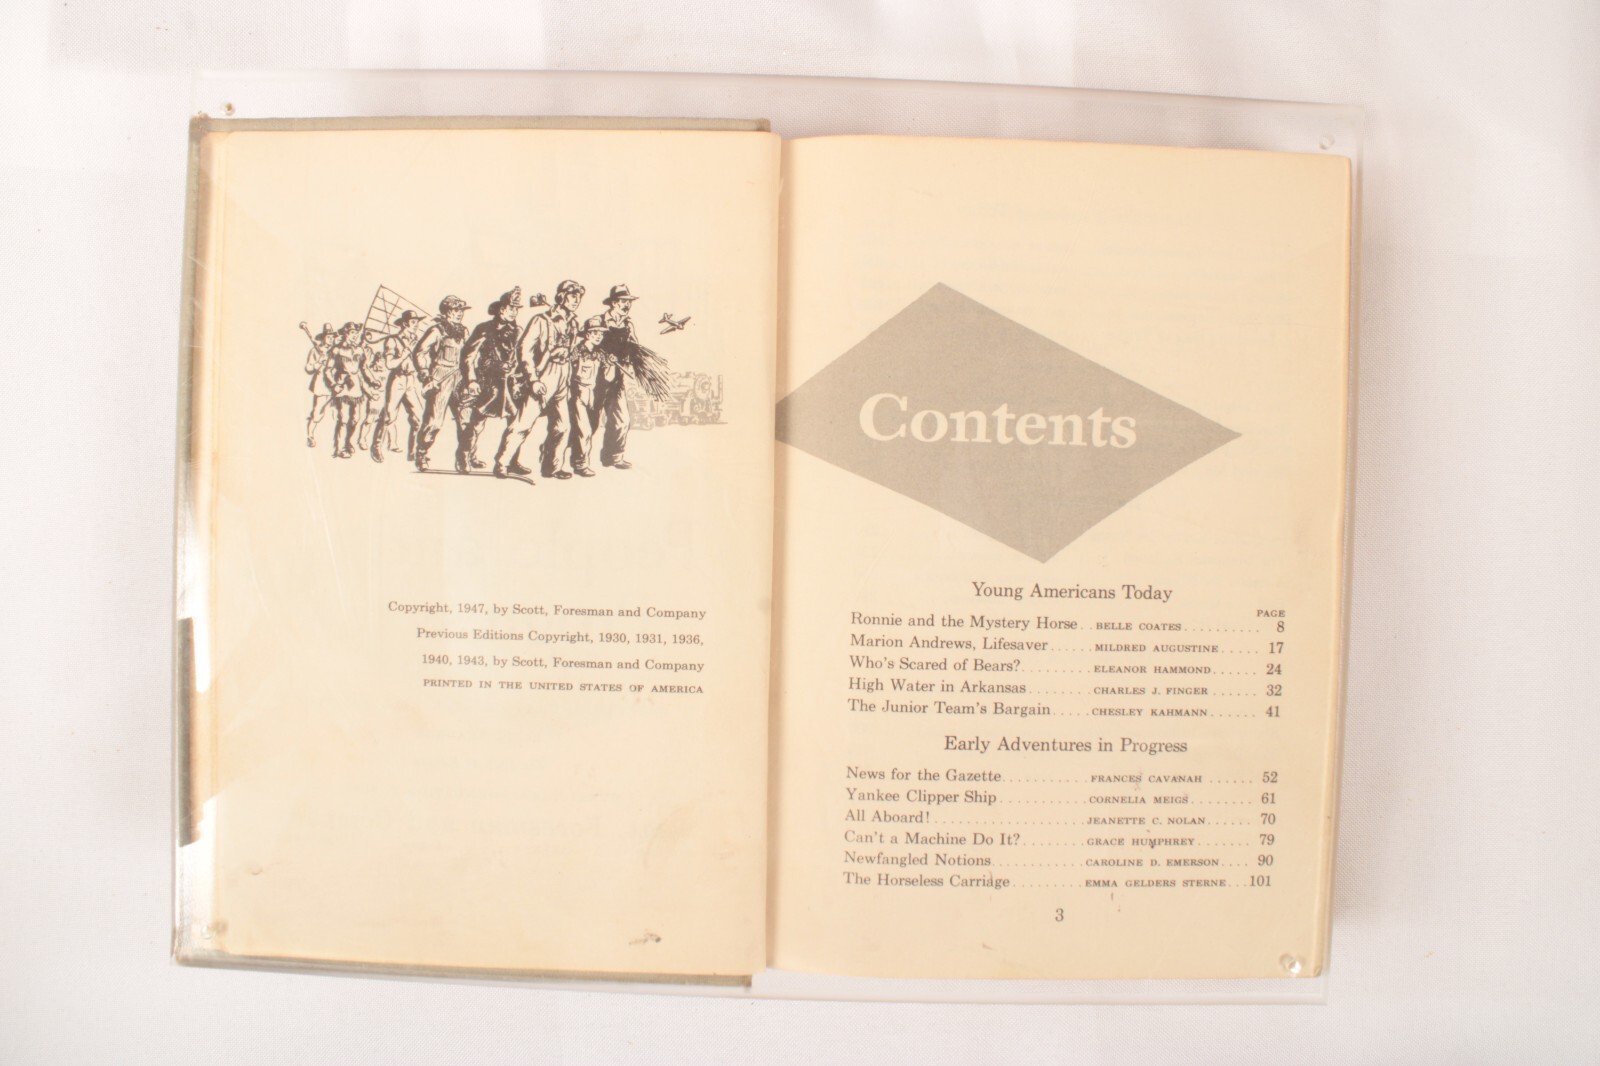 Copyright, 1947, by Scott, Foresman and Company
Previous Editions Copyright, 1930, 1931, 1936,
1940, 1943, by Scott, Foresman and Company
PRINTED IN THE UNITED STATES OF AMERICA
Contents
Young Americans Today
PAGE
Ronnie and the Mystery Horse . . BELLE COATES . . . . . . . . . . 8
Marion Andrews, Lifesaver . . . . . . MILDRED AUGUSTINE . . . . . 17
Who's Scared of Bears? . . . . . . . . . ELEANOR HAMMOND . . . . . . 24
High Water in Arkansas . . . . . . . . CHARLES J. FINGER . . . . . . 32
The Junior Team's Bargain . . . . . CHESLEY KAHMANN . . . . . . 41
Early Adventures in Progress
News for the Gazette . . . . . . . . . . . FRANCES CAVANAH . . . . . . 52
Yankee Clipper Ship . . . . . . . . . . . CORNELIA MEIGS . . . . . . . . 61
All Aboard! . . . . . . . . . . . . . . . . . . JEANETTE C. NOLAN . . . . . . 70
Can't a Machine Do It? . . . . . . . . GRACE HUMPHREY . . . . . . . 79
Newfangled Notions . . . . . . . . . . . . CAROLINE D. EMERSON . . . . 90
The Horseless Carriage . . . . . . . . . EMMA GELDERS STERNE . . . 101
3